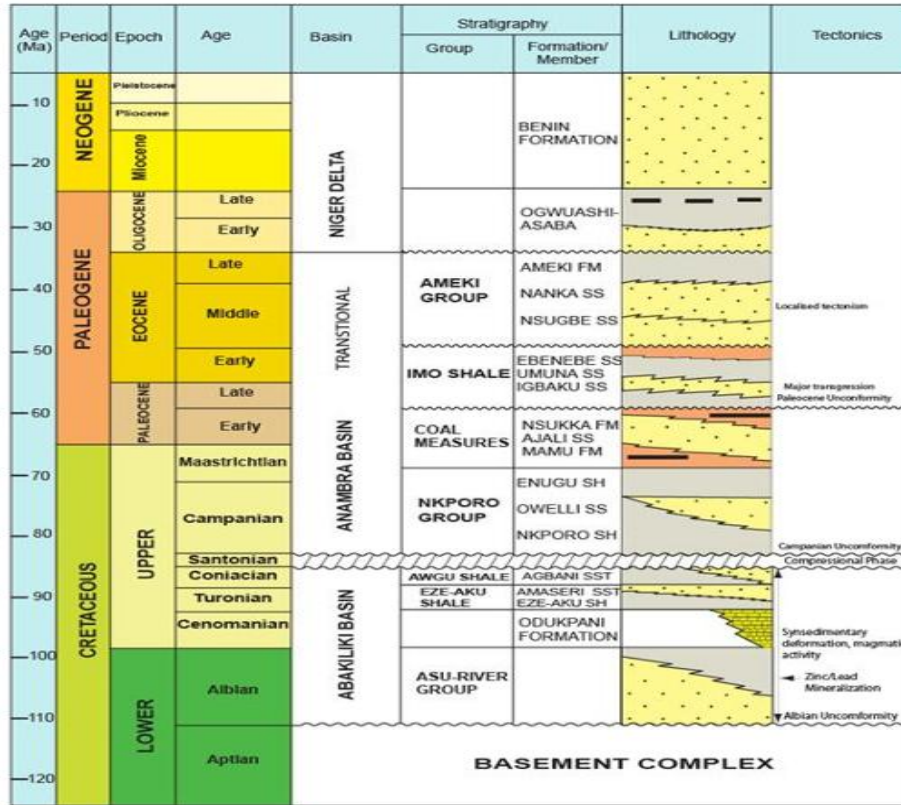 Age (Ma) Period Epoch Age Basin Stratigraphy Lithology Tectonics
Group Formation/Member
10
20
30
40
50
60
70
80
90
100
110
120
NEOGENE
PALEOGENE
CRETACEOUS
Pleistocene
Pliocene
Miocene
OLIGOCENE
EOCENE
PALEOCENE
UPPER
LOWER
Late
Early
Late
Middle
Early
Late
Early
Maastrichtian
Campanian
Santonian
Coniacian
Turonian
Cenomanian
Albian
Aptian
NIGER DELTA
TRANSTIONAL
ANAMBRA BASIN
ABAKILIKI BASIN
AMEKI
GROUP
IMO SHALE
COAL
MEASURES
NKPORO
GROUP
AWGU SHALE
EZE-AKU
SHALE
ASU-RIVER
GROUP
BENIN
FORMATION
OGWUASHI-
ASABA
AMEKI FM
NANKA SS
NSUGBE SS
EBENEBE SS
UMUNA SS
IGBAKU SS
NSUKKA FM
AJALI SS
MAMU FM
ENUGU SH
OWELLI SS
NKPORO SH
AGBANI SST
AMASERI SST
EZE-AKU SH
ODUKPANI
FORMATION
Localised tectonism
Major transgression
Paleocene Unconformity
Campanian Uncomformity
Compressional Phase
Synsedimentary
deformation, magmatic
activity
Zinc/Lead
Mineralization
Albian Uncomformity
BASEMENT COMPLEX